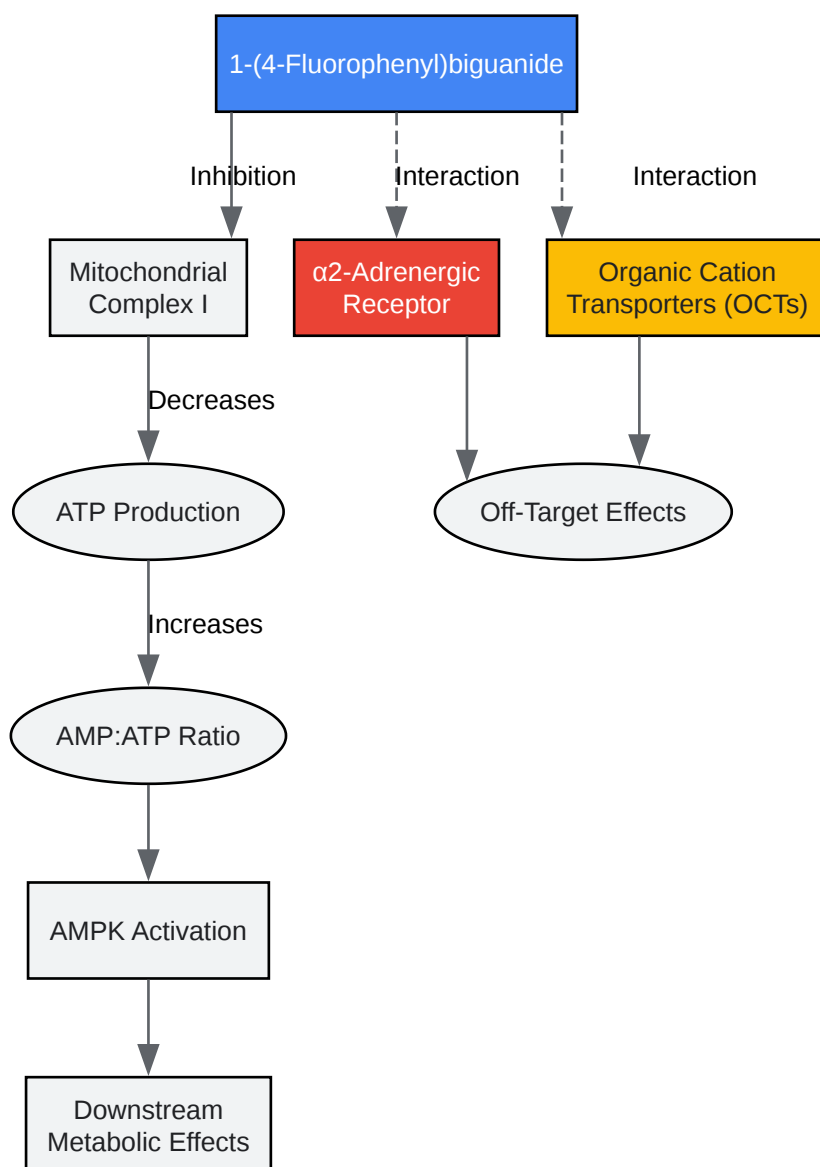 1-(4-Fluorophenyl)biguanide
Inhibition
Interaction
Interaction
Mitochondrial
Complex I
α2-Adrenergic
Receptor
Organic Cation
Transporters (OCTs)
Decreases
ATP Production
Off-Target Effects
Increases
AMP:ATP Ratio
AMPK Activation
Downstream
Metabolic Effects